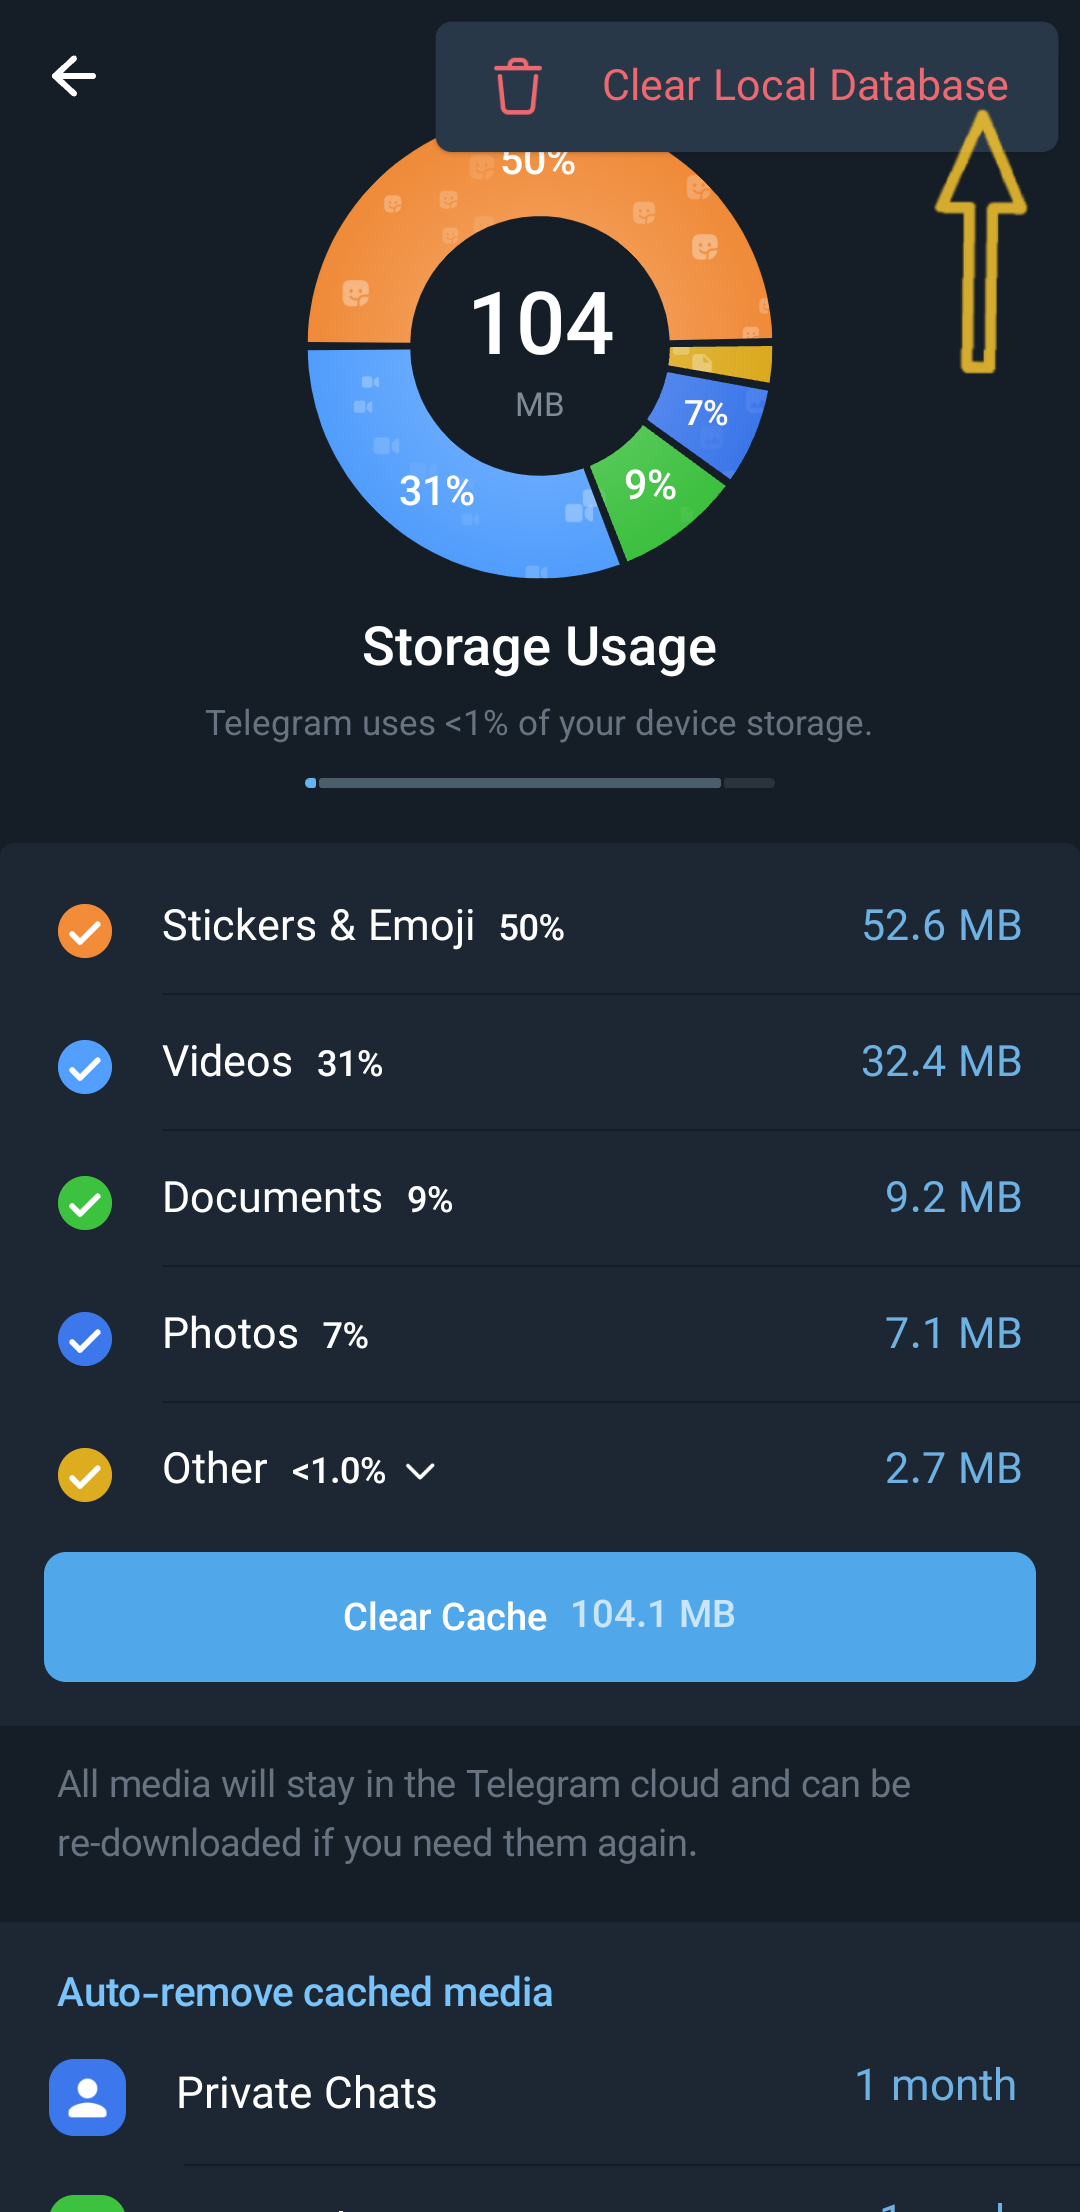 Clear Local Database
50%
104
MB
7%
9%
31%
Storage Usage
Telegram uses <1% of your device storage.
Stickers & Emoji 50% 52.6 MB
Videos 31% 32.4 MB
Documents 9% 9.2 MB
Photos 7% 7.1 MB
Other <1.0% 2.7 MB
Clear Cache 104.1 MB
All media will stay in the Telegram cloud and can be
re-downloaded if you need them again.
Auto-remove cached media
Private Chats 1 month